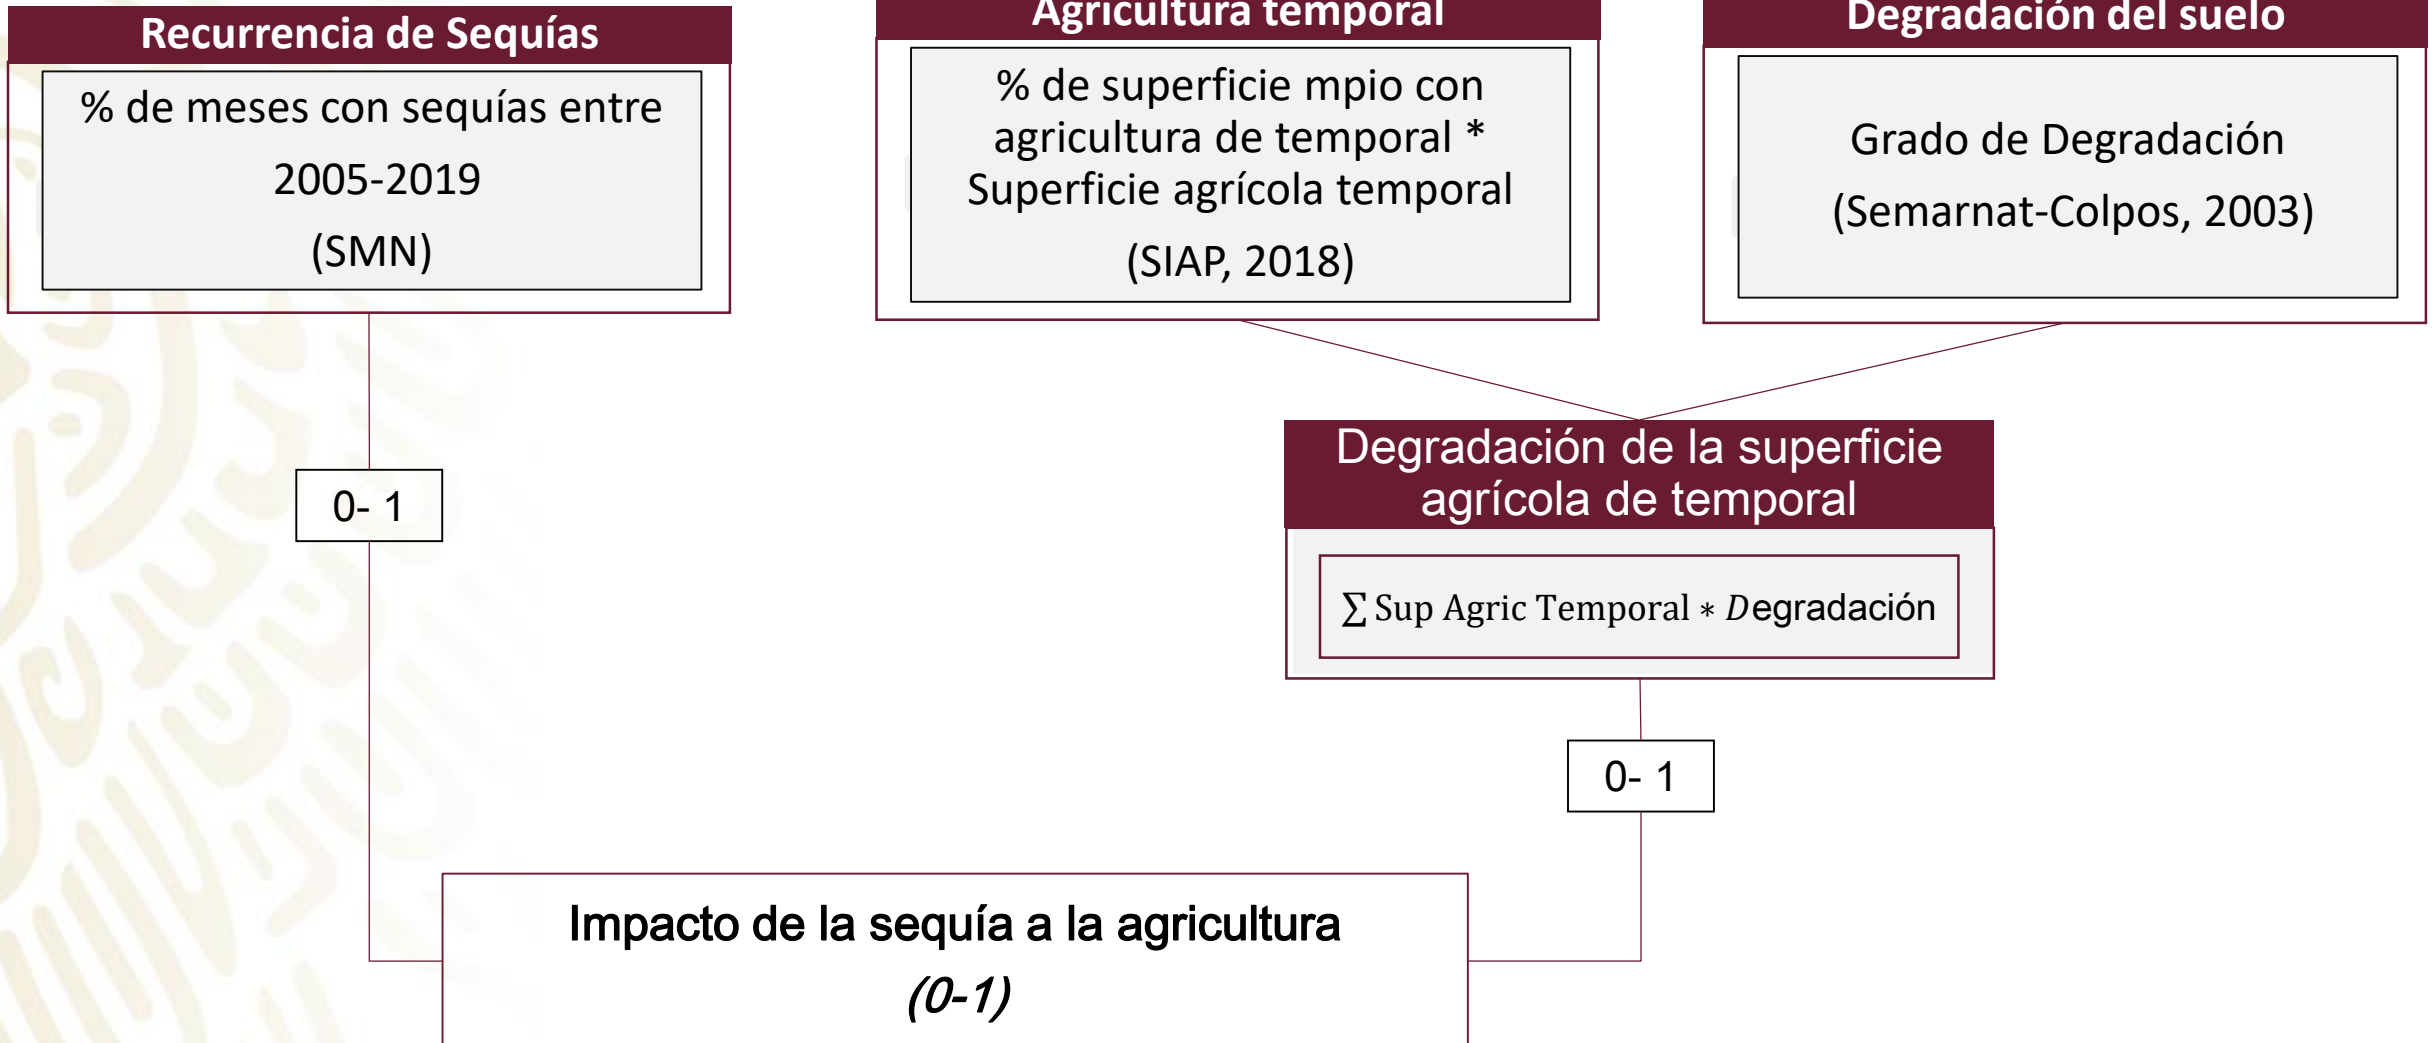 Recurrencia de Sequías
% de meses con sequías entre
2005-2019
(SMN)
Agricultura temporal
% de superficie mpio con
agricultura de temporal *
Superficie agrícola temporal
(SIAP, 2018)
Degradación del suelo
Grado de Degradación
(Semarnat-Colpos, 2003)
Degradación de la superficie
agrícola de temporal
∑ Sup Agric Temporal ∗ Degradación
0- 1
0- 1
Impacto de la sequía a la agricultura
(0-1)